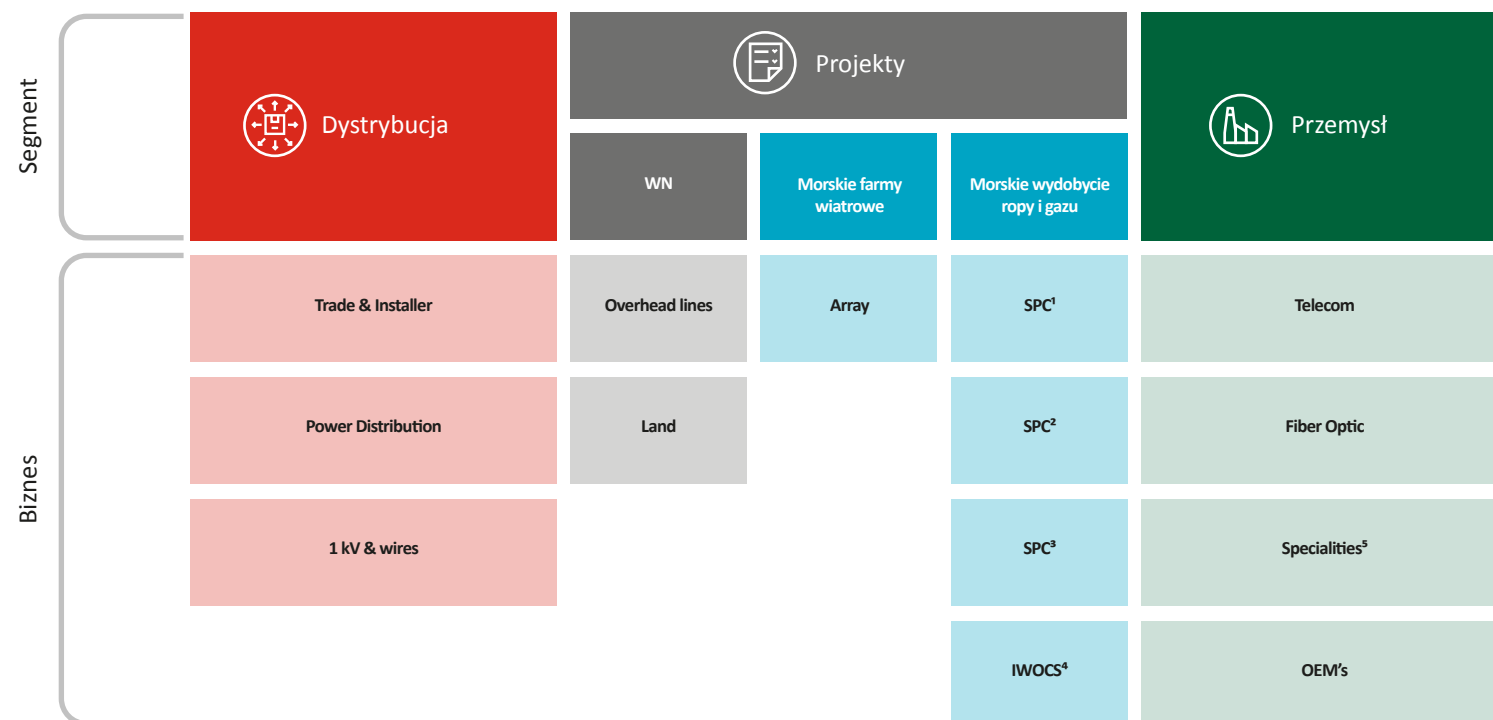 Segment
Dystrybucja
Projekty
Przemysł
WN
Morskie farmy
wiatrowe
Morskie wydobycie
ropy i gazu
Biznes
Trade & Installer
Overhead lines
Array
SPC¹
Telecom
Power Distribution
Land
SPC²
Fiber Optic
1 kV & wires
SPC³
Specialities⁵
IWOCS⁴
OEM's